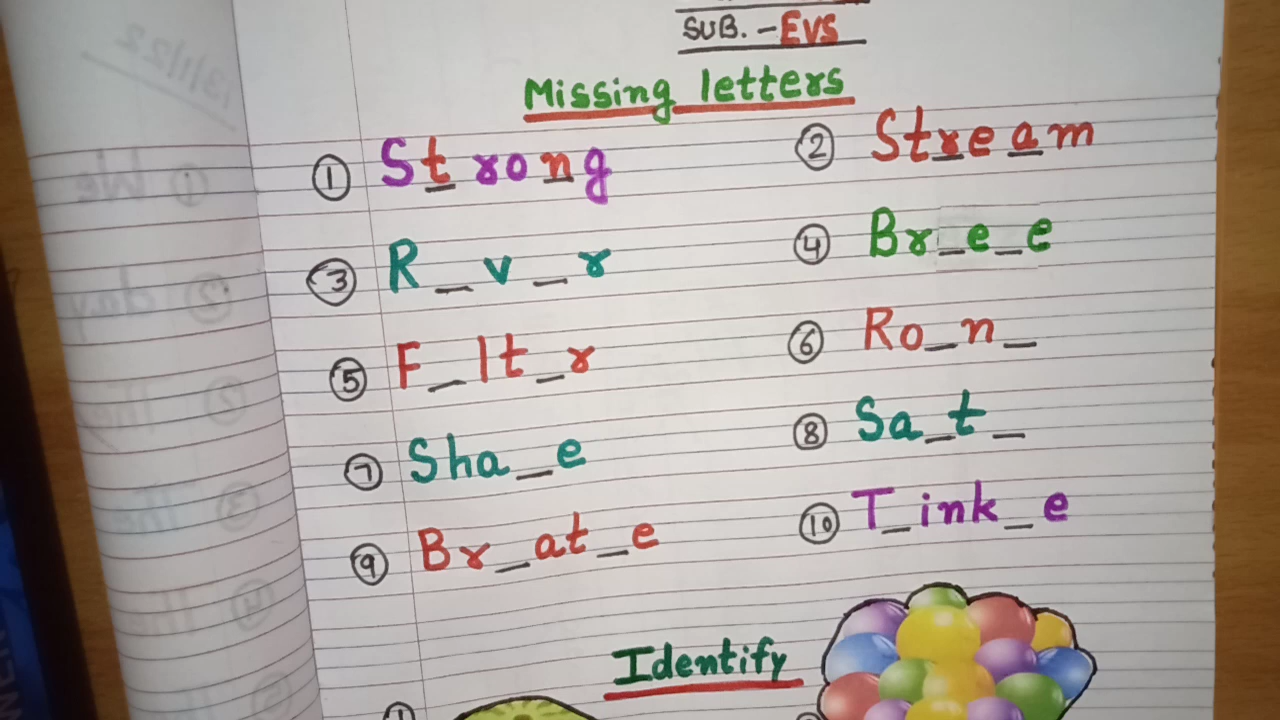 SUB. - EVS
Missing letters
① Strong ② Stream
③ R_v_r ④ Br_e_e
⑤ F_lt_r ⑥ Ro_n_
⑦ Sha_e ⑧ Sa_t_
⑨ Br_at_e ⑩ T_ink_e
Identify